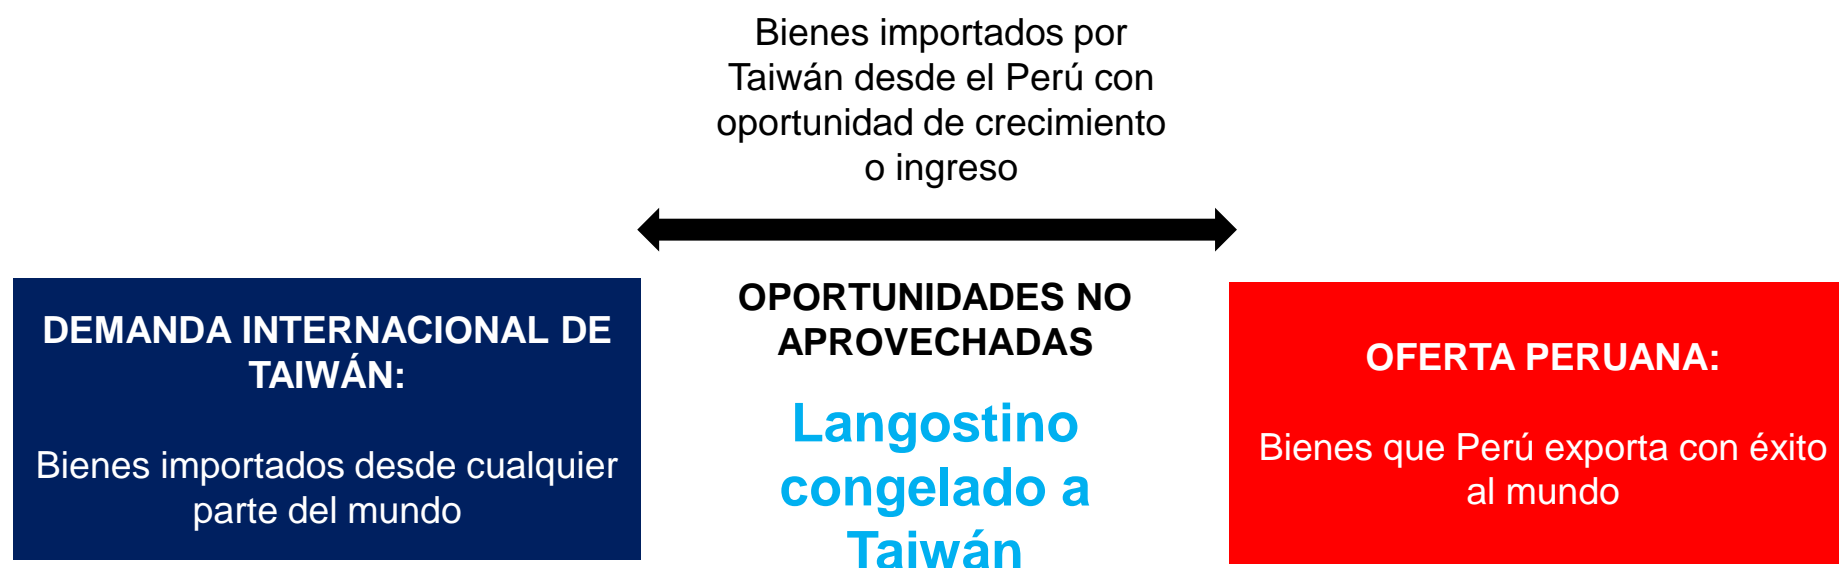 Bienes importados por
Taiwán desde el Perú con
oportunidad de crecimiento
o ingreso
DEMANDA INTERNACIONAL DE
TAIWÁN:
Bienes importados desde cualquier
parte del mundo
OPORTUNIDADES NO
APROVECHADAS
Langostino
congelado a
Taiwán
OFERTA PERUANA:
Bienes que Perú exporta con éxito
al mundo